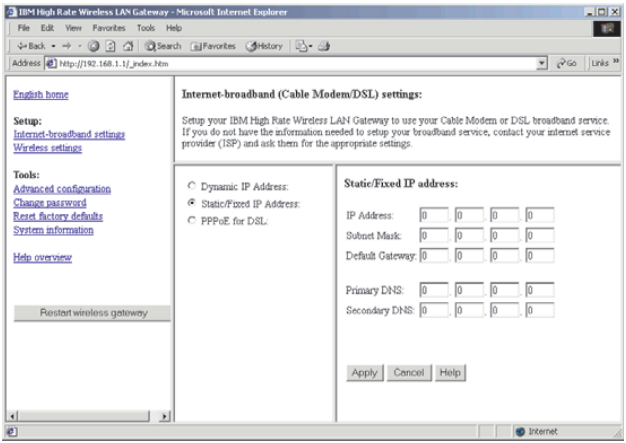 IBM High Rate Wireless LAN Gateway - Microsoft Internet Explorer
File Edit View Favorites Tools Help
Back Search Favorites History
Address http://192.168.1.1/_index.htm Go Links »
English home
Setup:
Internet-broadband settings
Wireless settings
Tools:
Advanced configuration
Change password
Reset factory defaults
System information
Help overview
Restart wireless gateway
Internet-broadband (Cable Modem/DSL) settings:
Setup your IBM High Rate Wireless LAN Gateway to use your Cable Modem or DSL broadband service.
If you do not have the information needed to setup your broadband service, contact your internet service
provider (ISP) and ask them for the appropriate settings.
Dynamic IP Address:
Static/Fixed IP Address:
PPPoE for DSL:
Static/Fixed IP address:
IP Address: 0 . 0 . 0 . 0
Subnet Mask: 0 . 0 . 0 . 0
Default Gateway: 0 . 0 . 0 . 0
Primary DNS: 0 . 0 . 0 . 0
Secondary DNS: 0 . 0 . 0 . 0
Apply Cancel Help
Internet